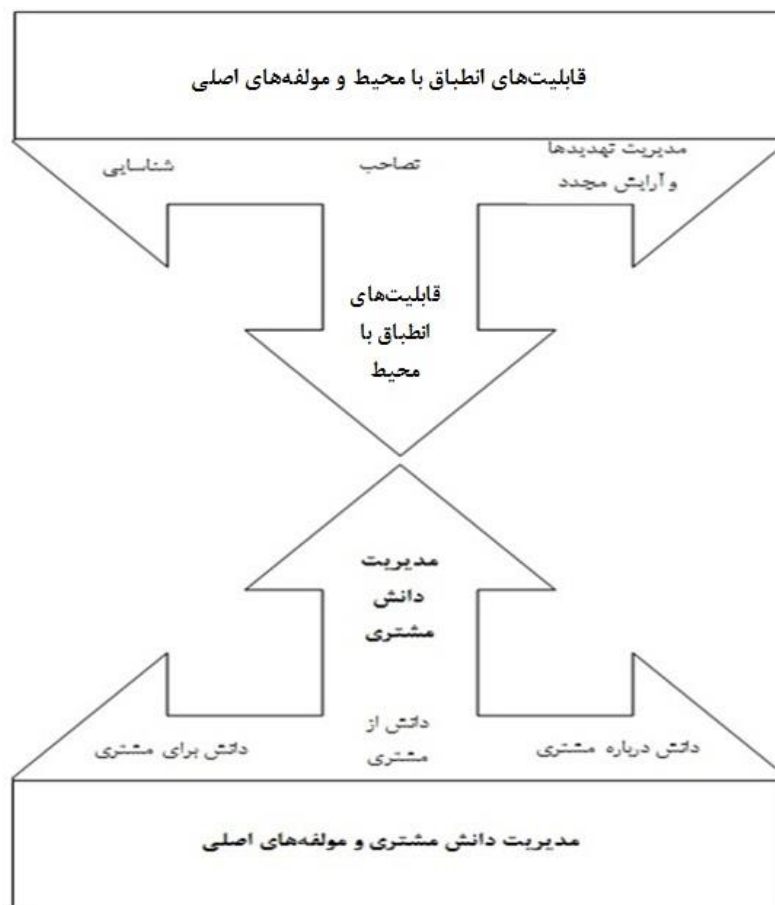 قابلیت‌های انطباق با محیط و مولفه‌های اصلی
مدیریت تهدیدها
و آرایش مجدد
تصاحب
شناسایی
قابلیت‌های
انطباق با
محیط
مدیریت
دانش
مشتری
دانش درباره مشتری
دانش از
مشتری
دانش برای مشتری
مدیریت دانش مشتری و مولفه‌های اصلی